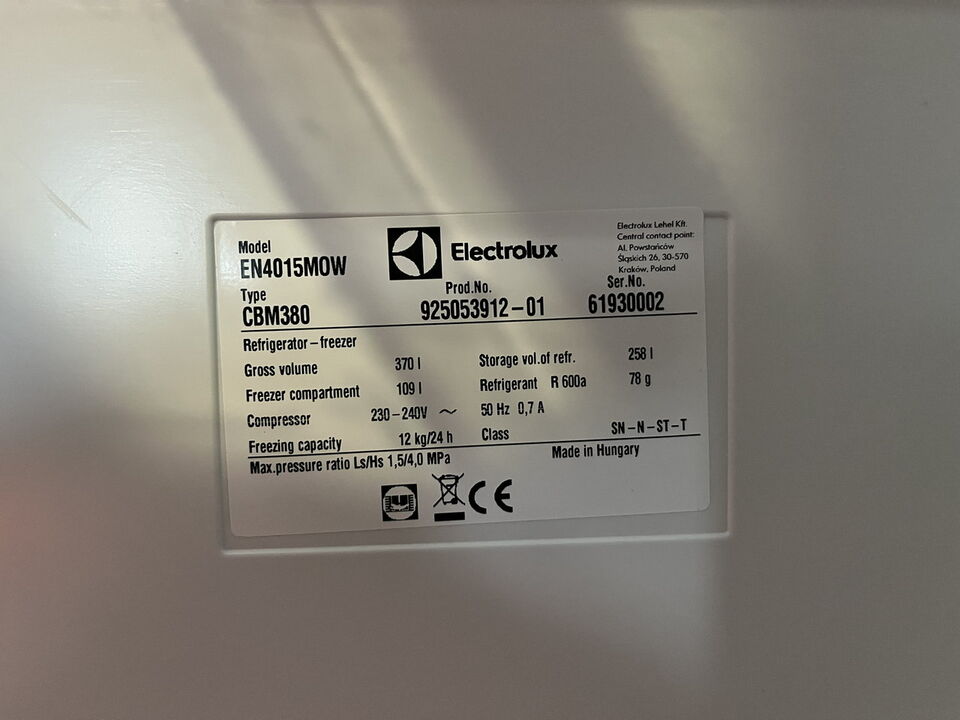 Model
EN4015MOW
Type
CBM380
Electrolux
Prod.No.
925053912-01
Electrolux Lehel Kft.
Central contact point:
Al. Powstańców
Śląskich 26, 30-570
Kraków, Poland
Ser.No.
61930002
Refrigerator-freezer
Gross volume 370 l
Storage vol.of refr. 258 l
Freezer compartment 109 l
Refrigerant R 600a 78 g
Compressor 230-240V ~ 50 Hz 0,7 A
Freezing capacity 12 kg/24 h
Class SN-N-ST-T
Max.pressure ratio Ls/Hs 1,5/4,0 MPa
Made in Hungary
CE